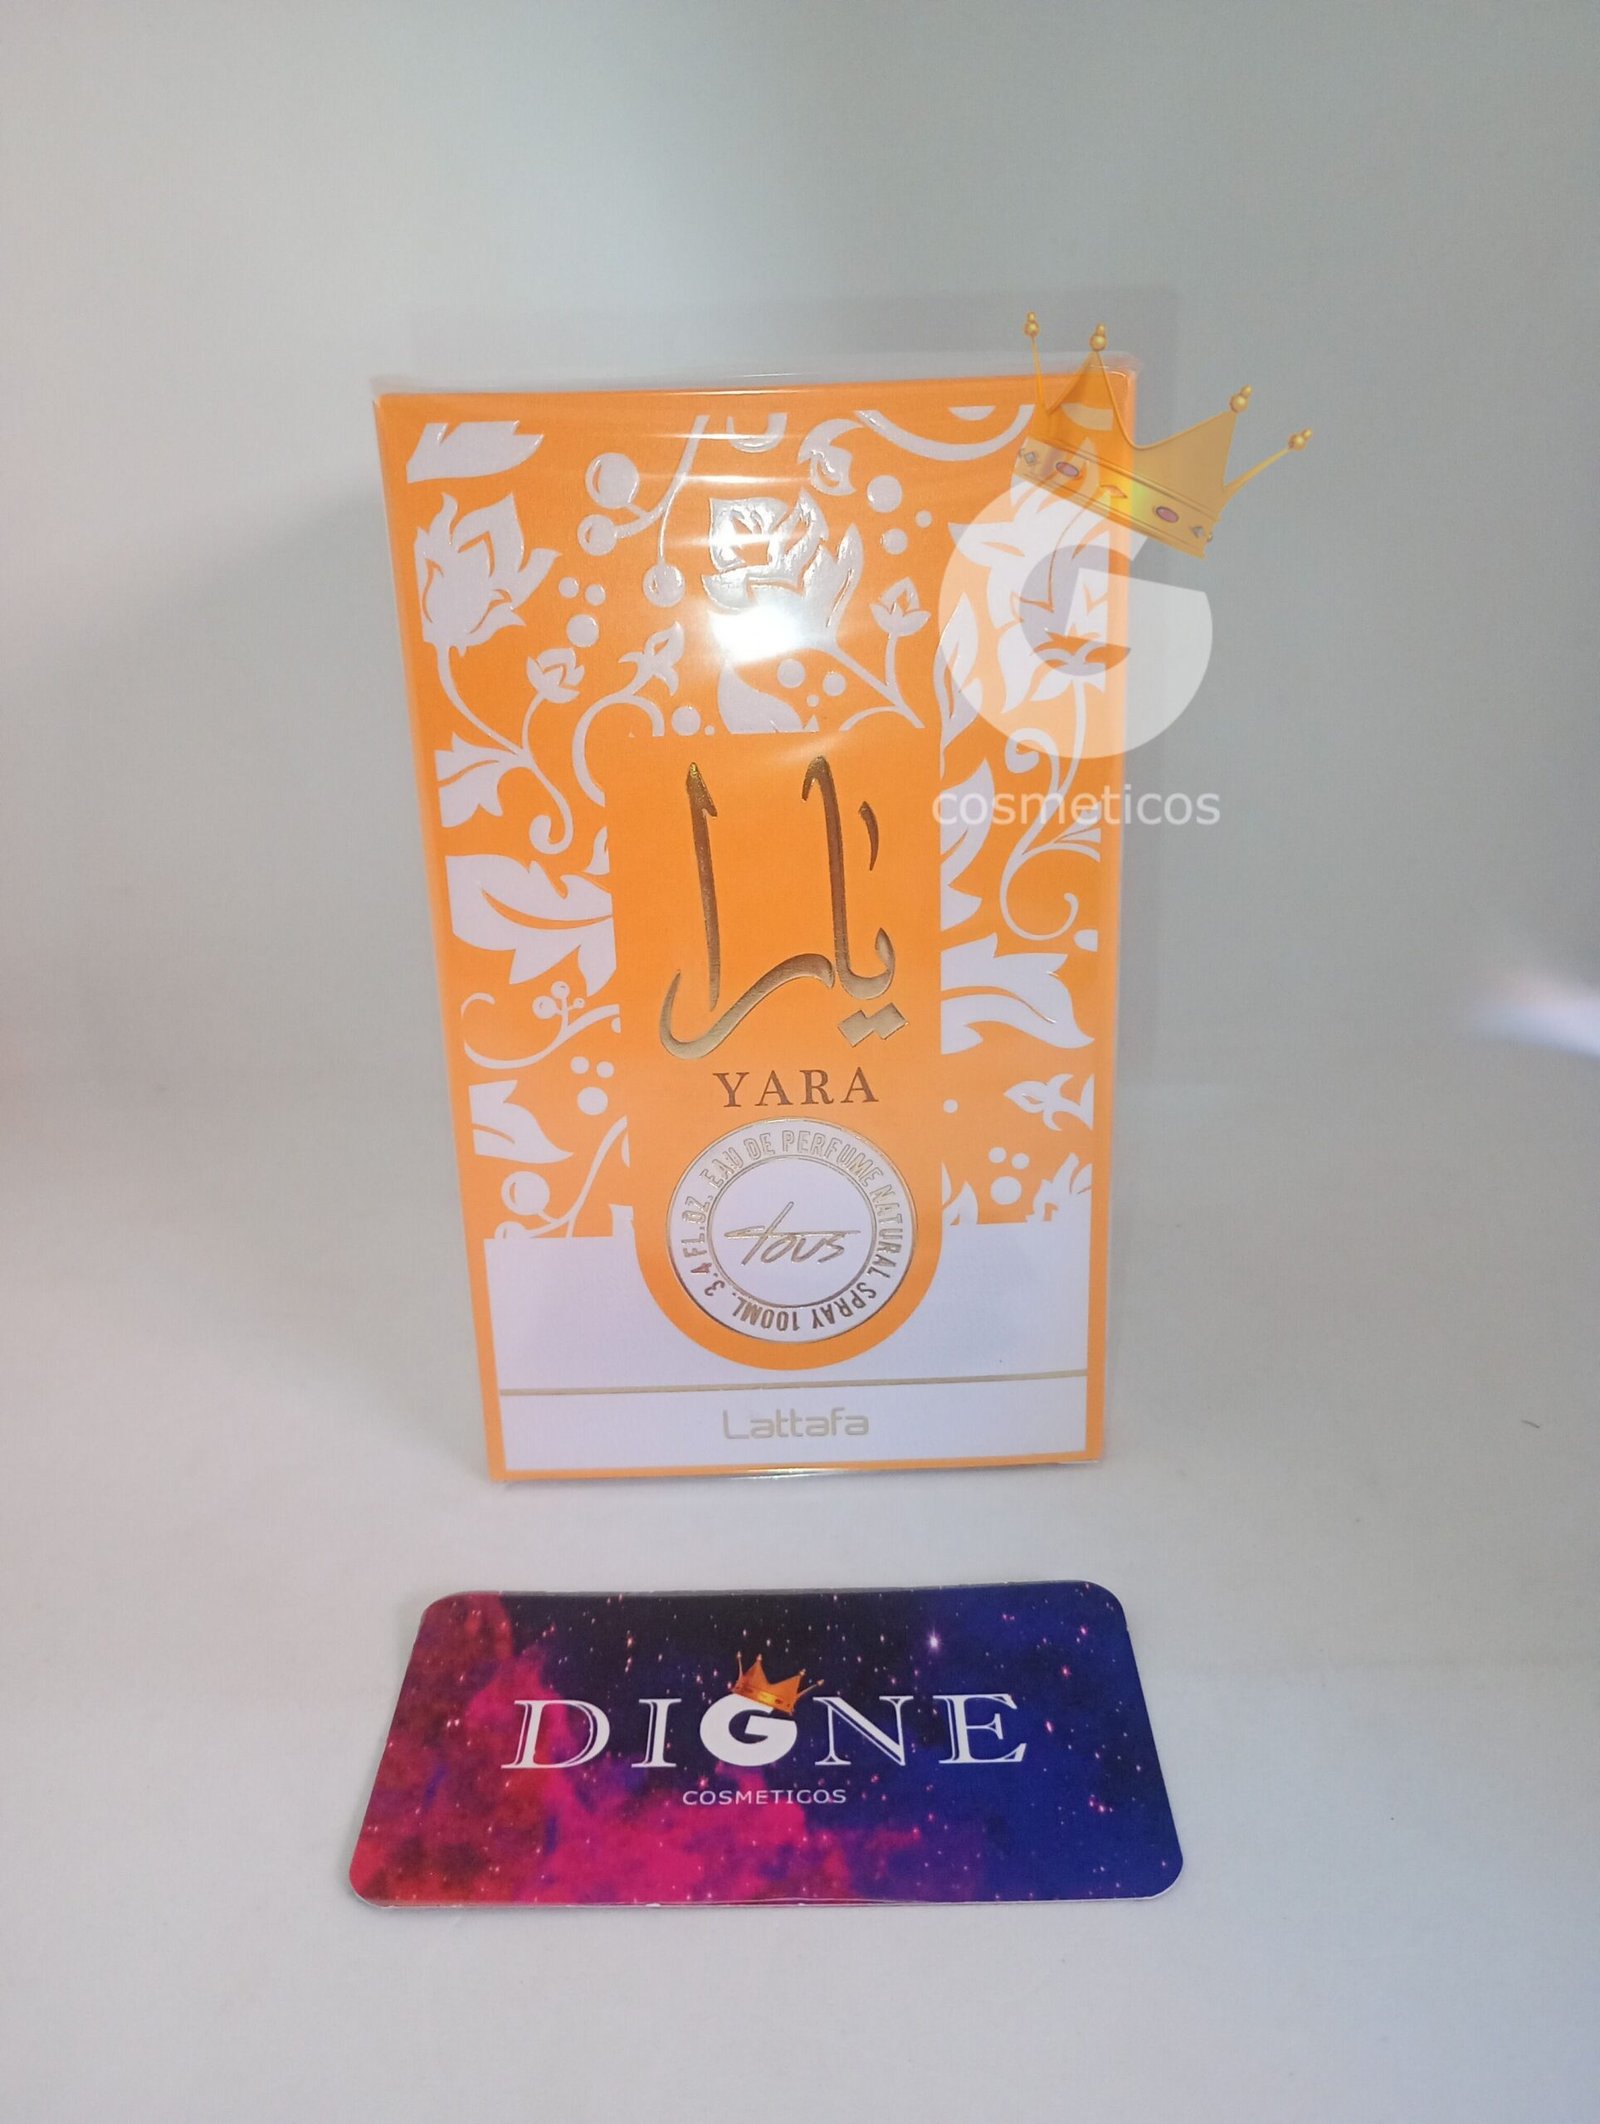 G
cosmeticos
يارا
YARA
EAU DE PERFUME NATURAL SPRAY 100ML. 3.4 FL.OZ.
tous
Lattafa
DIGNE
COSMETICOS